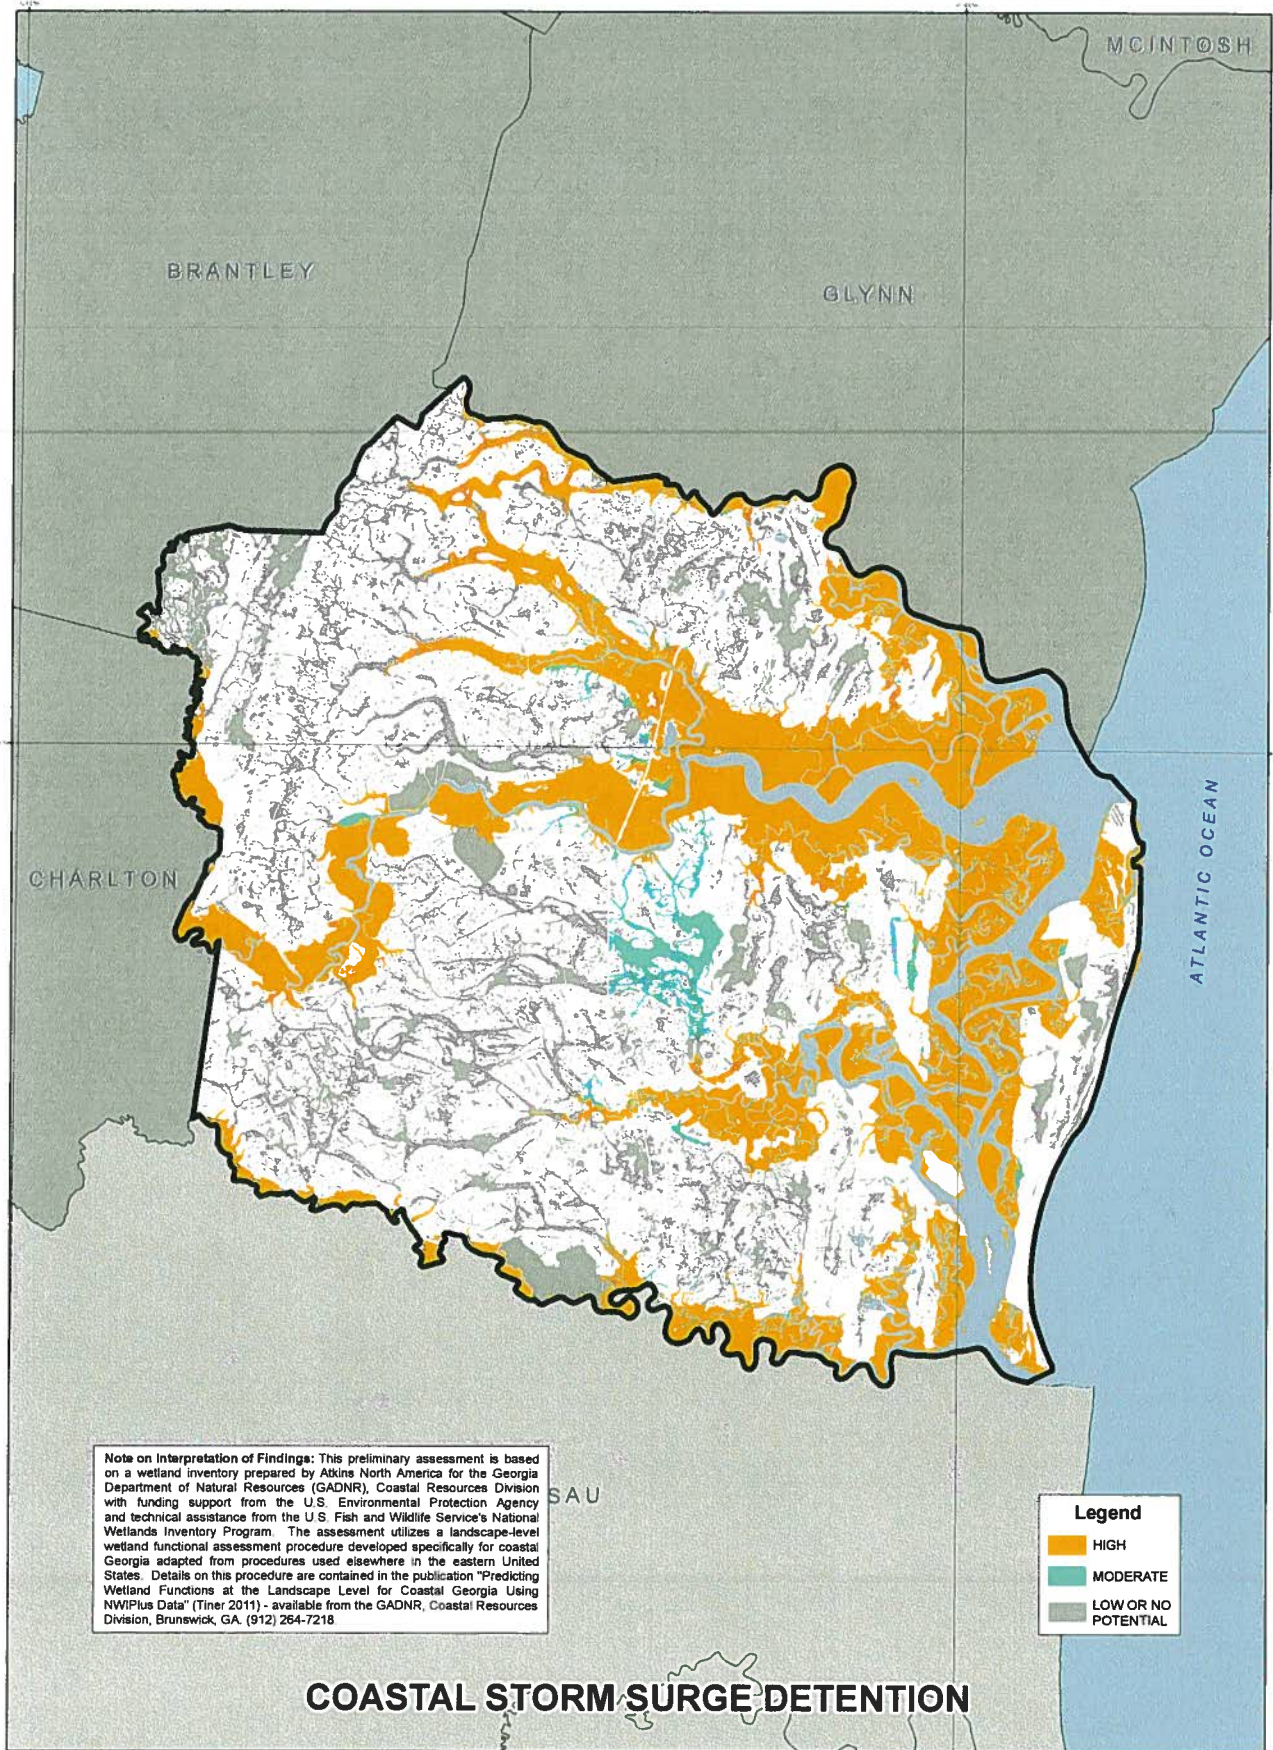 MCINTOSH
BRANTLEY
GLYNN
ATLANTIC OCEAN
CHARLTON
Note on Interpretation of Findings: This preliminary assessment is based
on a wetland inventory prepared by Atkins North America for the Georgia
Department of Natural Resources (GADNR), Coastal Resources Division
with funding support from the U.S. Environmental Protection Agency
and technical assistance from the U.S. Fish and Wildlife Service's National
Wetlands Inventory Program. The assessment utilizes a landscape-level
wetland functional assessment procedure developed specifically for coastal
Georgia adapted from procedures used elsewhere in the eastern United
States. Details on this procedure are contained in the publication "Predicting
Wetland Functions at the Landscape Level for Coastal Georgia Using
NWIPlus Data" (Tiner 2011) - available from the GADNR, Coastal Resources
Division, Brunswick, GA. (912) 264-7218
SAU
Legend
HIGH
MODERATE
LOW OR NO
POTENTIAL
COASTAL STORM SURGE DETENTION